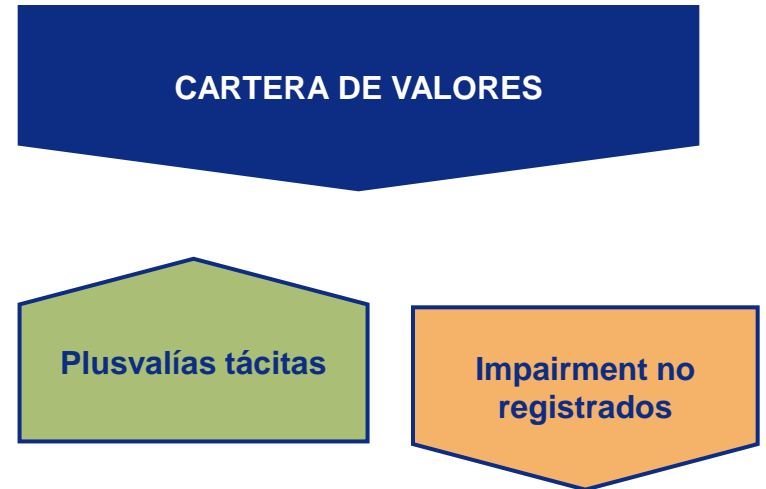 CARTERA DE VALORES
Plusvalías tácitas
Impairment no
registrados